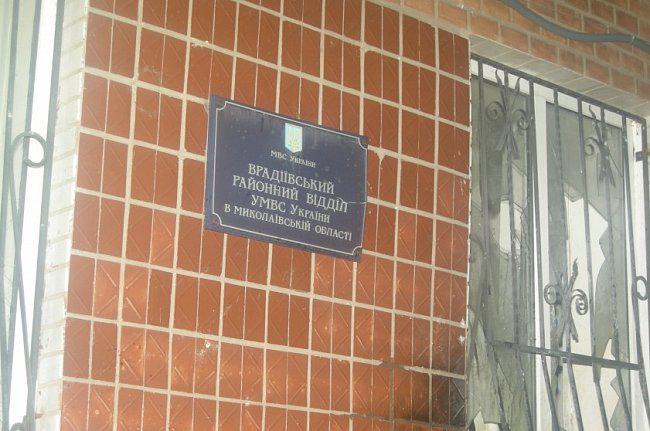 МВС УКРАЇНИ
ВРАДІЇВСЬКИЙ
РАЙОННИЙ ВІДДІЛ
УМВС УКРАЇНИ
В МИКОЛАЇВСЬКІЙ ОБЛАСТІ